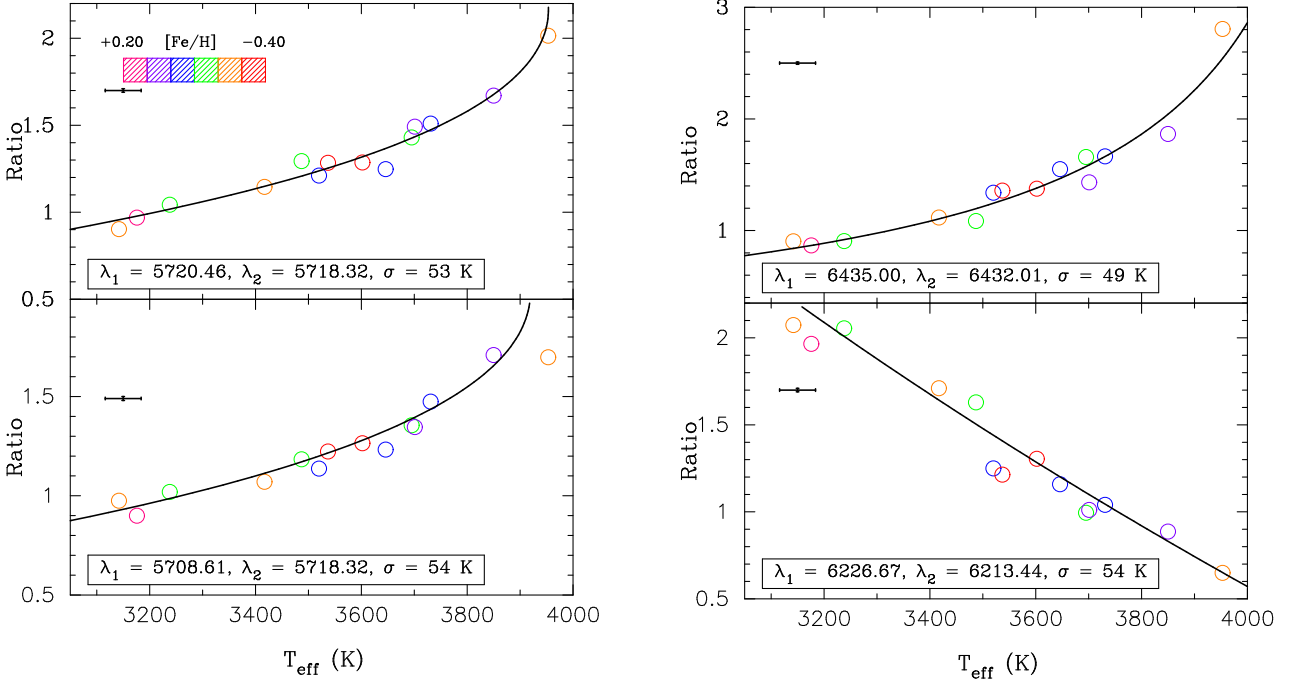 2
1.5
1
0.5
Ratio
+0.20 [Fe/H] −0.40
λ1 = 5720.46, λ2 = 5718.32, σ = 53 K
1.5
1
0.5
Ratio
λ1 = 5708.61, λ2 = 5718.32, σ = 54 K
3200 3400 3600 3800 4000
Teff (K)
3
2
1
Ratio
λ1 = 6435.00, λ2 = 6432.01, σ = 49 K
2
1.5
1
0.5
Ratio
λ1 = 6226.67, λ2 = 6213.44, σ = 54 K
3200 3400 3600 3800 4000
Teff (K)